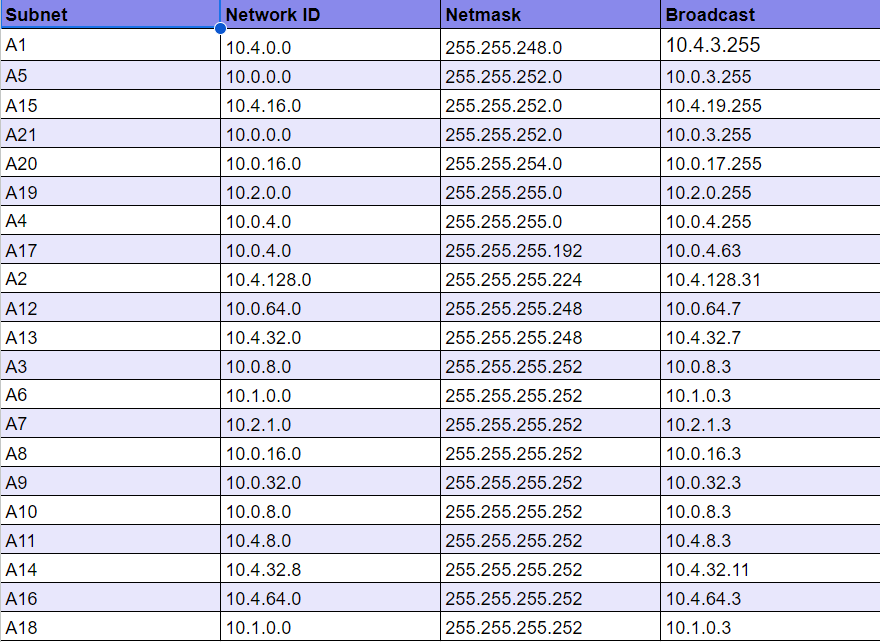 Subnet Network ID Netmask Broadcast
A1 10.4.0.0 255.255.248.0 10.4.3.255
A5 10.0.0.0 255.255.252.0 10.0.3.255
A15 10.4.16.0 255.255.252.0 10.4.19.255
A21 10.0.0.0 255.255.252.0 10.0.3.255
A20 10.0.16.0 255.255.254.0 10.0.17.255
A19 10.2.0.0 255.255.255.0 10.2.0.255
A4 10.0.4.0 255.255.255.0 10.0.4.255
A17 10.0.4.0 255.255.255.192 10.0.4.63
A2 10.4.128.0 255.255.255.224 10.4.128.31
A12 10.0.64.0 255.255.255.248 10.0.64.7
A13 10.4.32.0 255.255.255.248 10.4.32.7
A3 10.0.8.0 255.255.255.252 10.0.8.3
A6 10.1.0.0 255.255.255.252 10.1.0.3
A7 10.2.1.0 255.255.255.252 10.2.1.3
A8 10.0.16.0 255.255.255.252 10.0.16.3
A9 10.0.32.0 255.255.255.252 10.0.32.3
A10 10.0.8.0 255.255.255.252 10.0.8.3
A11 10.4.8.0 255.255.255.252 10.4.8.3
A14 10.4.32.8 255.255.255.252 10.4.32.11
A16 10.4.64.0 255.255.255.252 10.4.64.3
A18 10.1.0.0 255.255.255.252 10.1.0.3